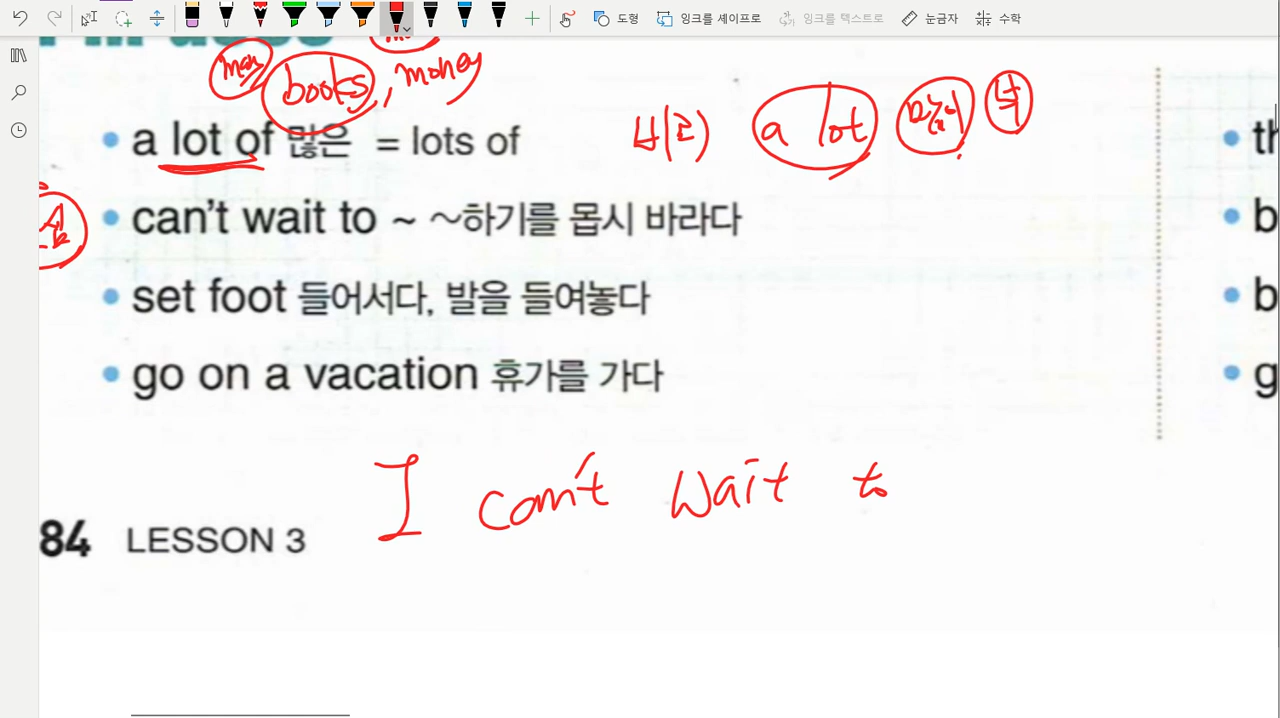 도형 잉크를 셰이프로 잉크를 텍스트로 눈금자 수학
many books, money
• a lot of 많은 = lots of 비교) a lot 많이 부
• can't wait to ~ ~하기를 몹시 바라다
• set foot 들어서다, 발을 들여놓다
• go on a vacation 휴가를 가다
I can't wait to
84 LESSON 3